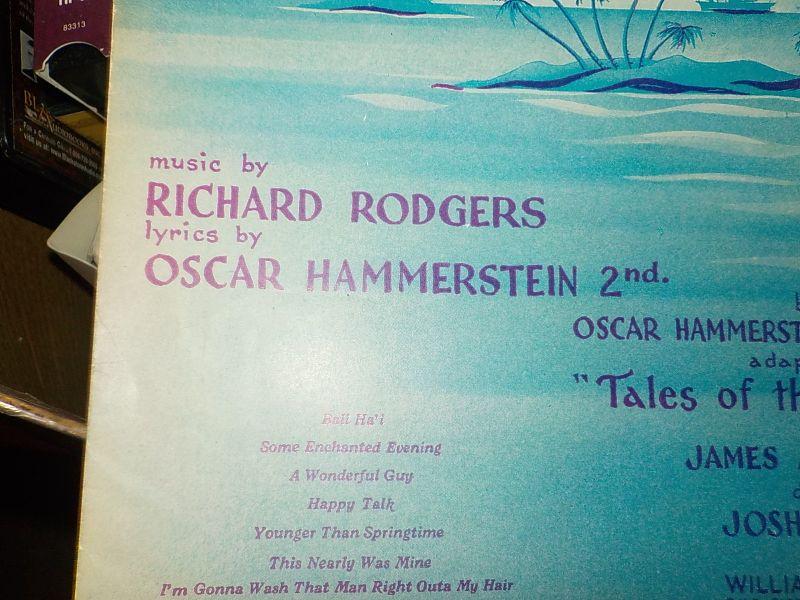 83313
music by
RICHARD RODGERS
lyrics by
OSCAR HAMMERSTEIN 2nd.
OSCAR HAMMERST
adap
"Tales of th
JAMES
JOSH
WILLIA
Bali Ha'i
Some Enchanted Evening
A Wonderful Guy
Happy Talk
Younger Than Springtime
This Nearly Was Mine
I'm Gonna Wash That Man Right Outa My Hair